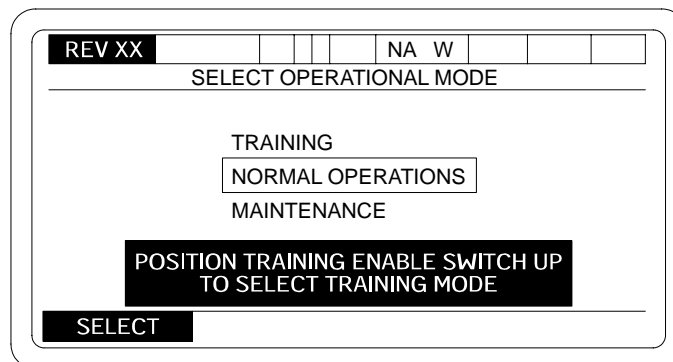 REV XX NA W
SELECT OPERATIONAL MODE
TRAINING
NORMAL OPERATIONS
MAINTENANCE
POSITION TRAINING ENABLE SWITCH UP
TO SELECT TRAINING MODE
SELECT